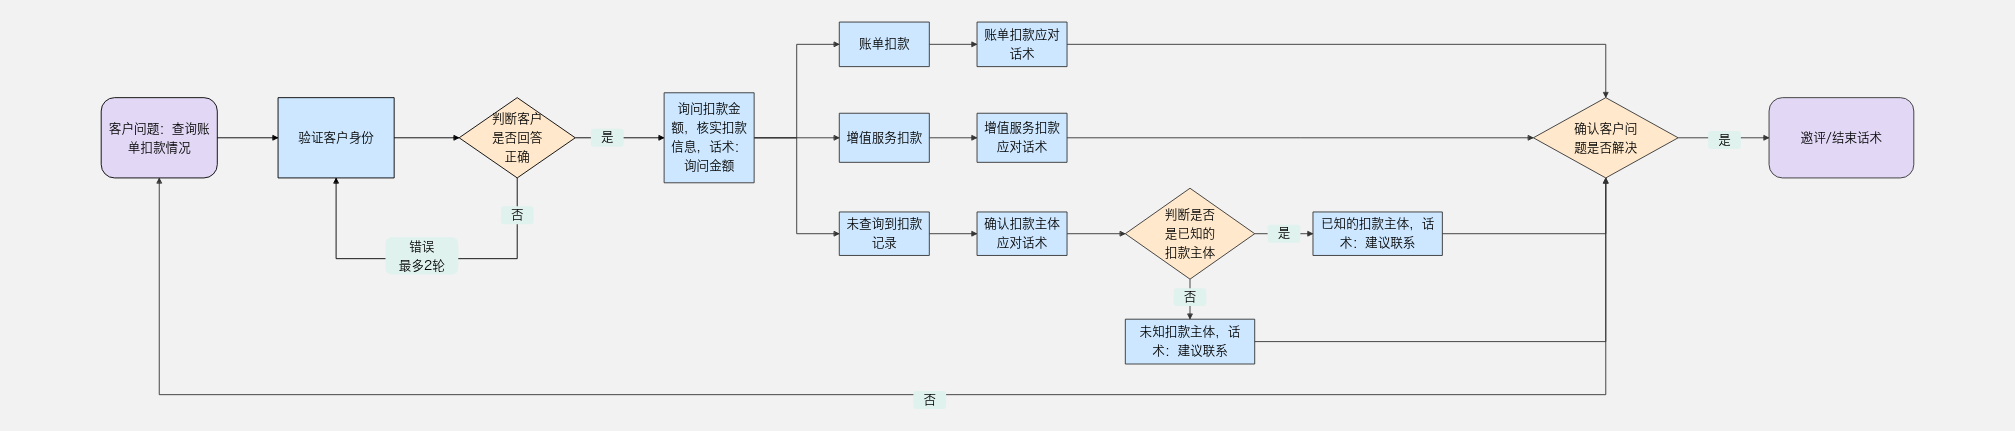 客户问题：查询账
单扣款情况
验证客户身份
判断客户
是否回答
正确
是
否
错误
最多2轮
询问扣款金
额，核实扣款
信息，话术：
询问金额
账单扣款
账单扣款应对
话术
增值服务扣款
增值服务扣款
应对话术
未查询到扣款
记录
确认扣款主体
应对话术
判断是否
是已知的
扣款主体
是
已知的扣款主体，话
术：建议联系
否
未知扣款主体，话
术：建议联系
确认客户问
题是否解决
是
邀评/结束话术
否